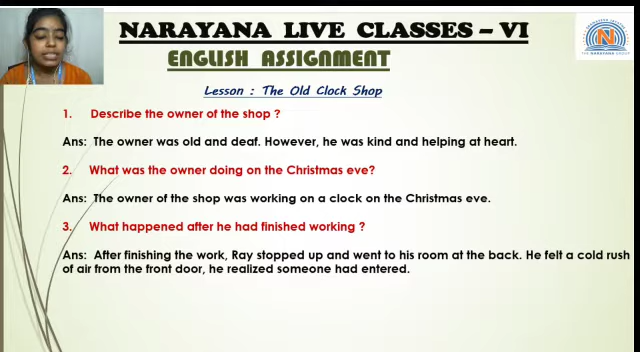 NARAYANA LIVE CLASSES – VI
ENGLISH ASSIGNMENT
Lesson : The Old Clock Shop
1. Describe the owner of the shop ?
Ans: The owner was old and deaf. However, he was kind and helping at heart.
2. What was the owner doing on the Christmas eve?
Ans: The owner of the shop was working on a clock on the Christmas eve.
3. What happened after he had finished working ?
Ans: After finishing the work, Ray stopped up and went to his room at the back. He felt a cold rush
of air from the front door, he realized someone had entered.
N
THE NARAYANA GROUP